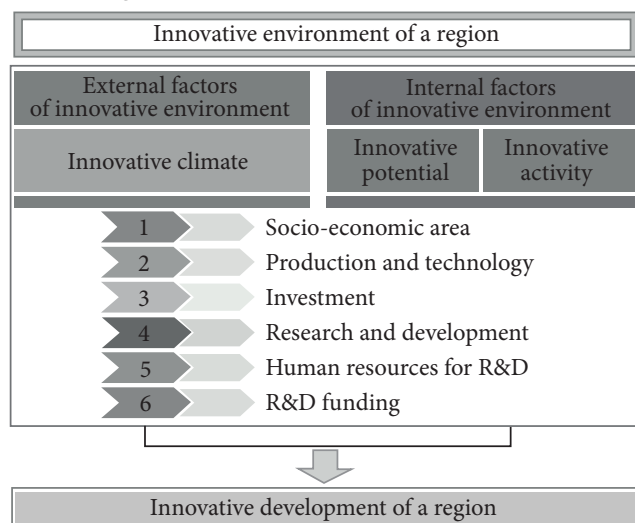 Innovative environment of a region
External factors
of innovative environment
Internal factors
of innovative environment
Innovative climate
Innovative
potential
Innovative
activity
1 Socio-economic area
2 Production and technology
3 Investment
4 Research and development
5 Human resources for R&D
6 R&D funding
Innovative development of a region